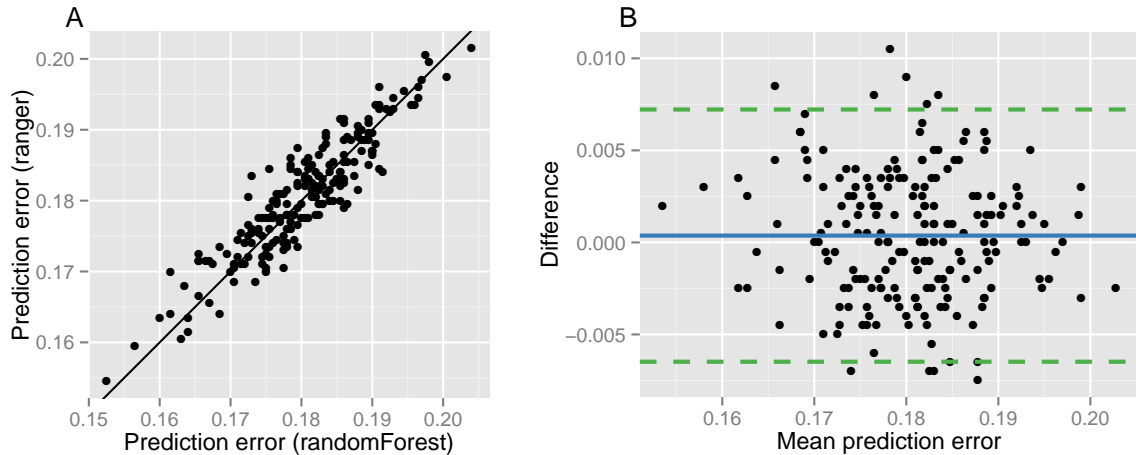 A
Prediction error (ranger)
0.20
0.19
0.18
0.17
0.16
0.15 0.16 0.17 0.18 0.19 0.20
Prediction error (randomForest)
B
Difference
0.010
0.005
0.000
−0.005
0.16 0.17 0.18 0.19 0.20
Mean prediction error